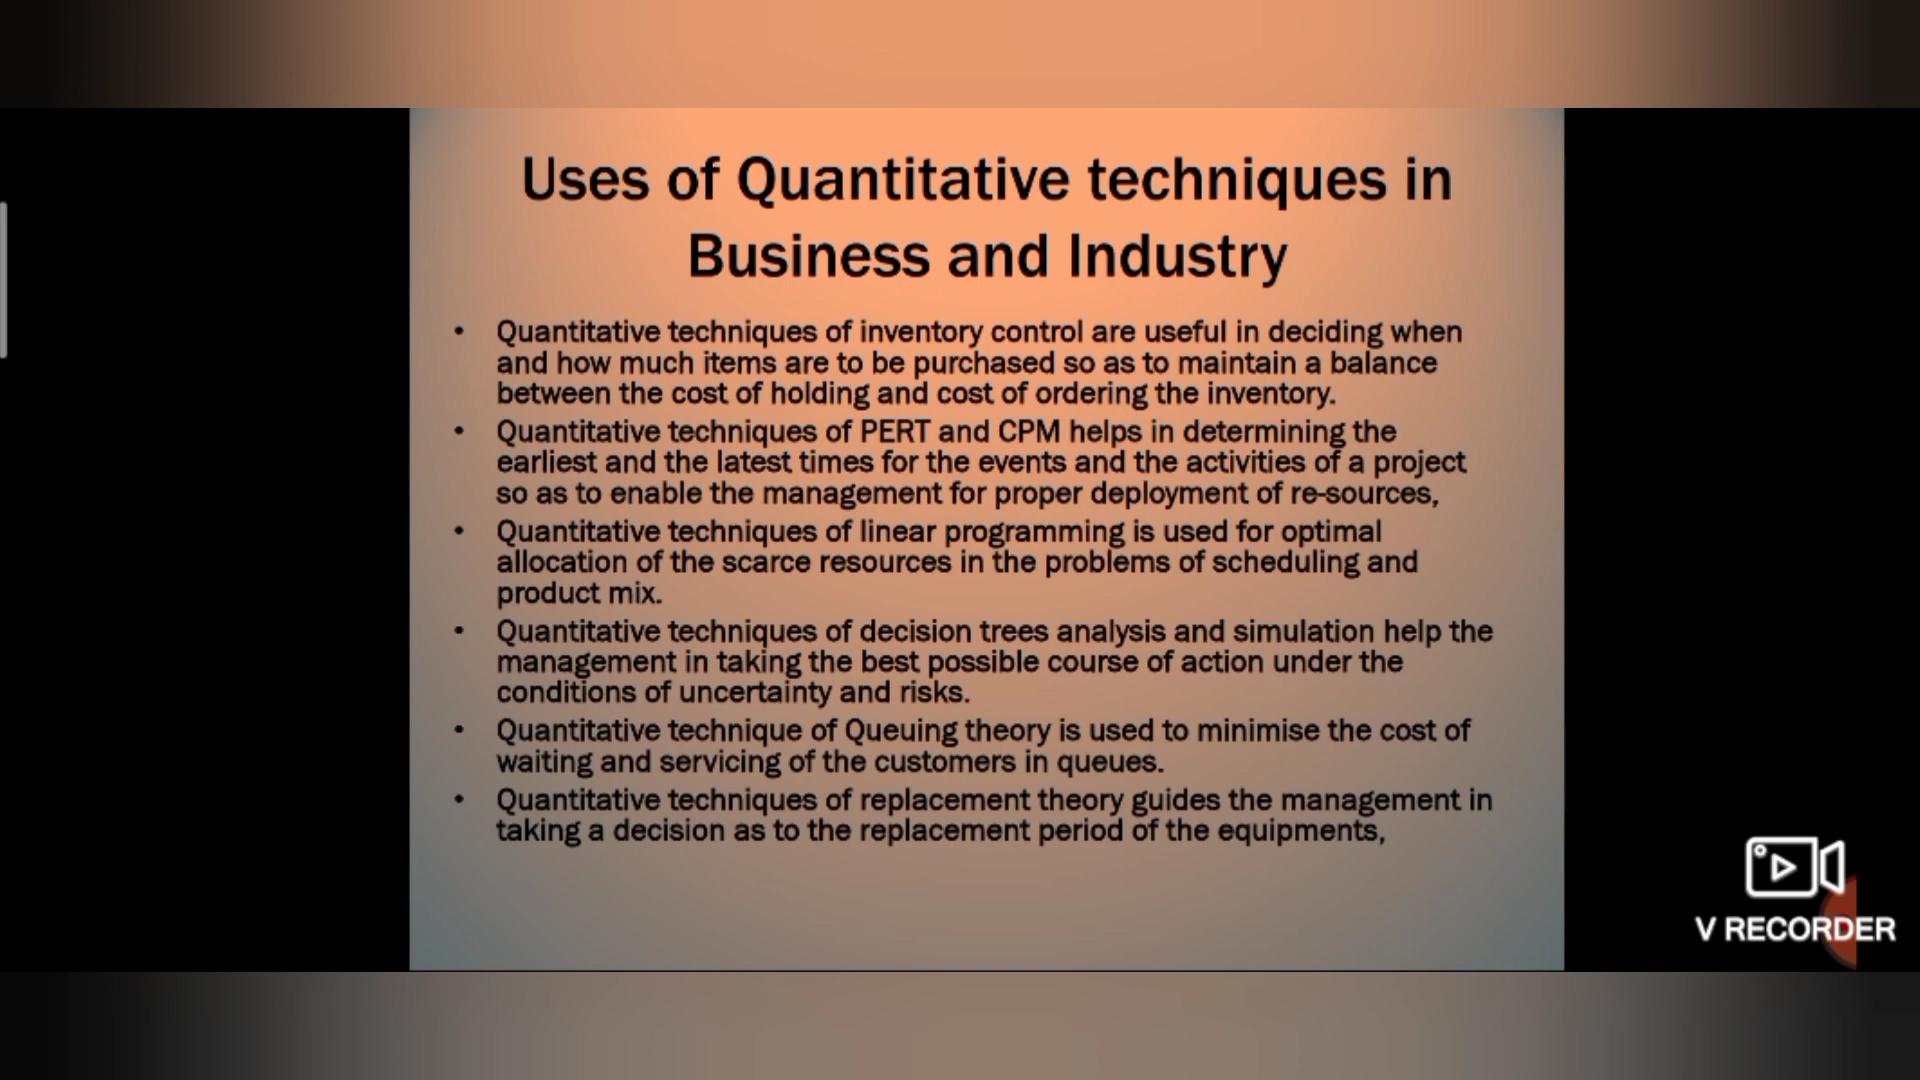 Uses of Quantitative techniques in
Business and Industry
• Quantitative techniques of inventory control are useful in deciding when
and how much items are to be purchased so as to maintain a balance
between the cost of holding and cost of ordering the inventory.
• Quantitative techniques of PERT and CPM helps in determining the
earliest and the latest times for the events and the activities of a project
so as to enable the management for proper deployment of re-sources,
• Quantitative techniques of linear programming is used for optimal
allocation of the scarce resources in the problems of scheduling and
product mix.
• Quantitative techniques of decision trees analysis and simulation help the
management in taking the best possible course of action under the
conditions of uncertainty and risks.
• Quantitative technique of Queuing theory is used to minimise the cost of
waiting and servicing of the customers in queues.
• Quantitative techniques of replacement theory guides the management in
taking a decision as to the replacement period of the equipments,
V RECORDER